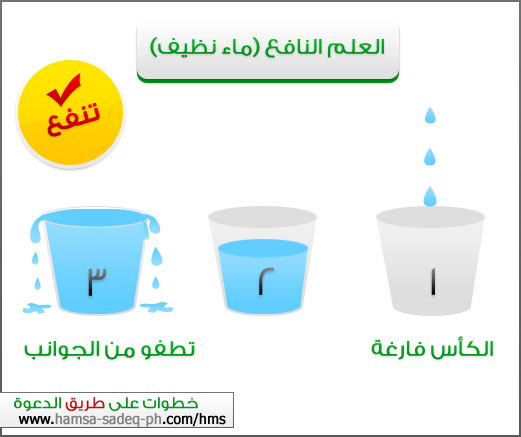 العلم النافع (ماء نظيف)
تنفع
١
٢
٣
الكأس فارغة
تطفو من الجوانب
خطوات على طريق الدعوة
www.hamsa-sadeq-ph.com/hms